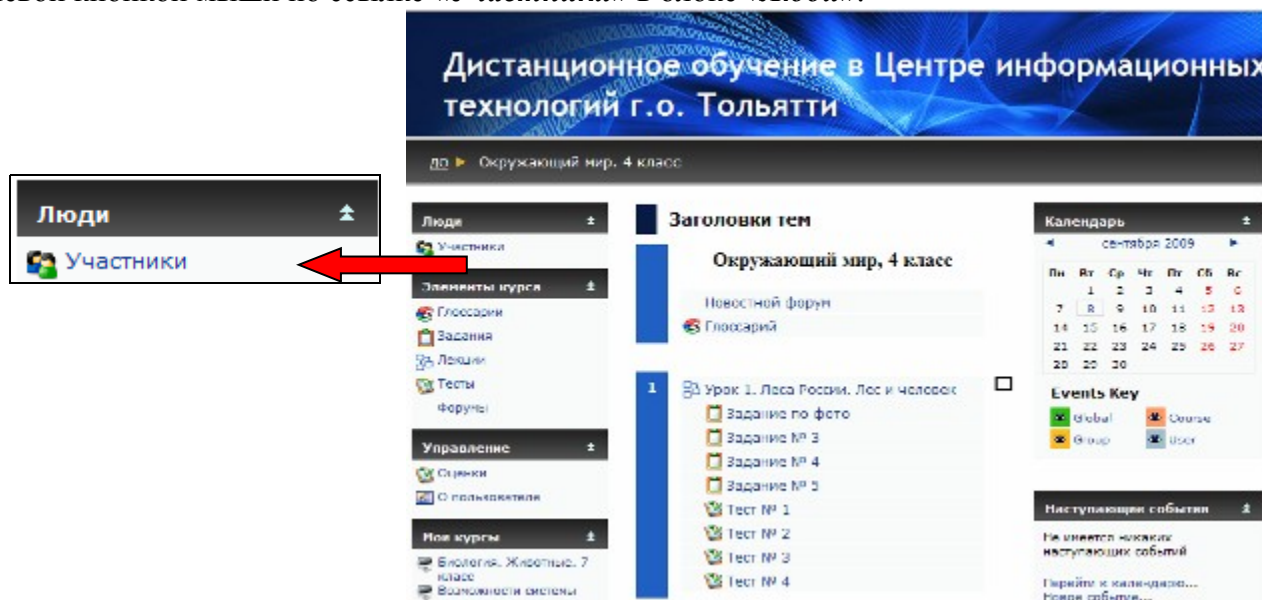 Дистанционное обучение в Центре информационных
технологий г.о. Тольятти
до ► Окружающий мир, 4 класс
Люди
Участники
Люди
Участники
Элементы курса
Глоссарии
Задания
Лекции
Тесты
Форумы
Управление
Оценки
О пользователе
Мои курсы
Биология. Животные. 7
класс
Возможности системы
Заголовки тем
Окружающий мир, 4 класс
Новостной форум
Глоссарий
1
Урок 1. Леса России. Лес и человек
Задание по фото
Задание № 3
Задание № 4
Задание № 5
Тест № 1
Тест № 2
Тест № 3
Тест № 4
Календарь
сентября 2009
Пн Вт Ср Чт Пт Сб Вс
1 2 3 4 5 6
7 8 9 10 11 12 13
14 15 16 17 18 19 20
21 22 23 24 25 26 27
28 29 30
Events Key
Global Course
Group User
Наступающие события
Не имеется никаких
наступающих событий
Перейти к календарю...
Новое событие...